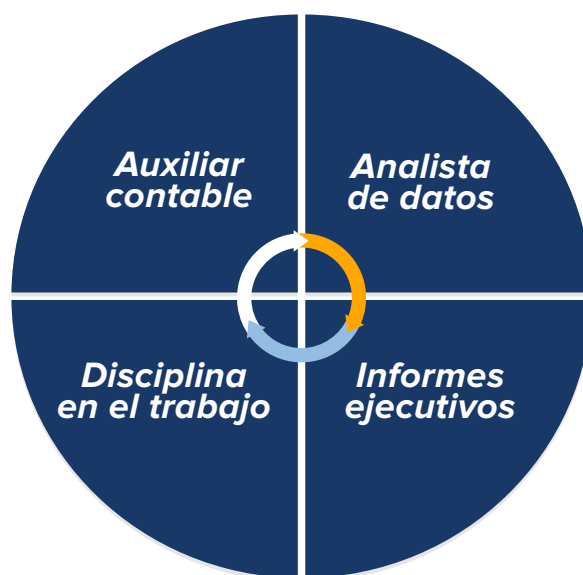 Auxiliar
contable
Analista
de datos
Disciplina
en el trabajo
Informes
ejecutivos